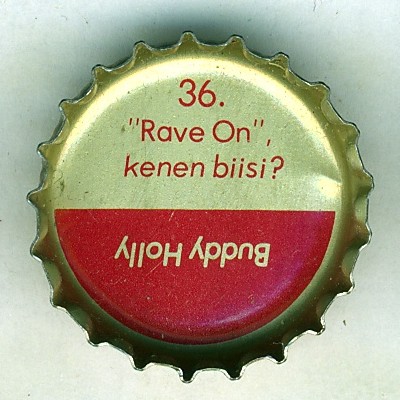 36.
"Rave On",
kenen biisi?
Buddy Holly